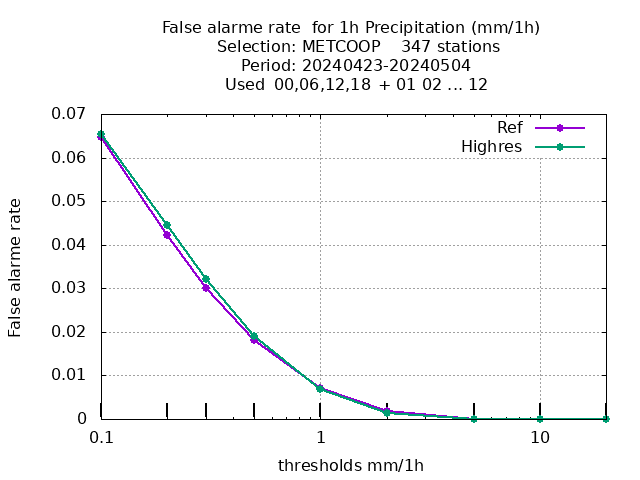 False alarme rate  for 1h Precipitation (mm/1h)
Selection: METCOOP    347 stations
Period: 20240423-20240504
Used  00,06,12,18 + 01 02 ... 12
Ref
Highres
0.07
0.06
0.05
0.04
0.03
0.02
0.01
0
False alarme rate
0.1 1 10
thresholds mm/1h